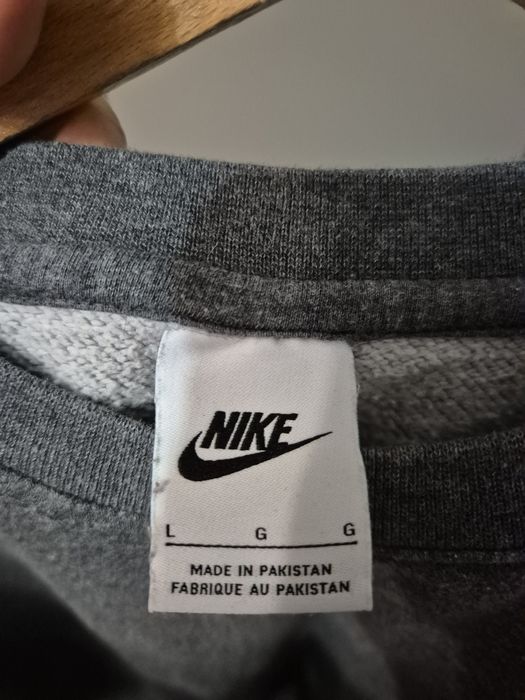 NIKE
L G G
MADE IN PAKISTAN
FABRIQUE AU PAKISTAN